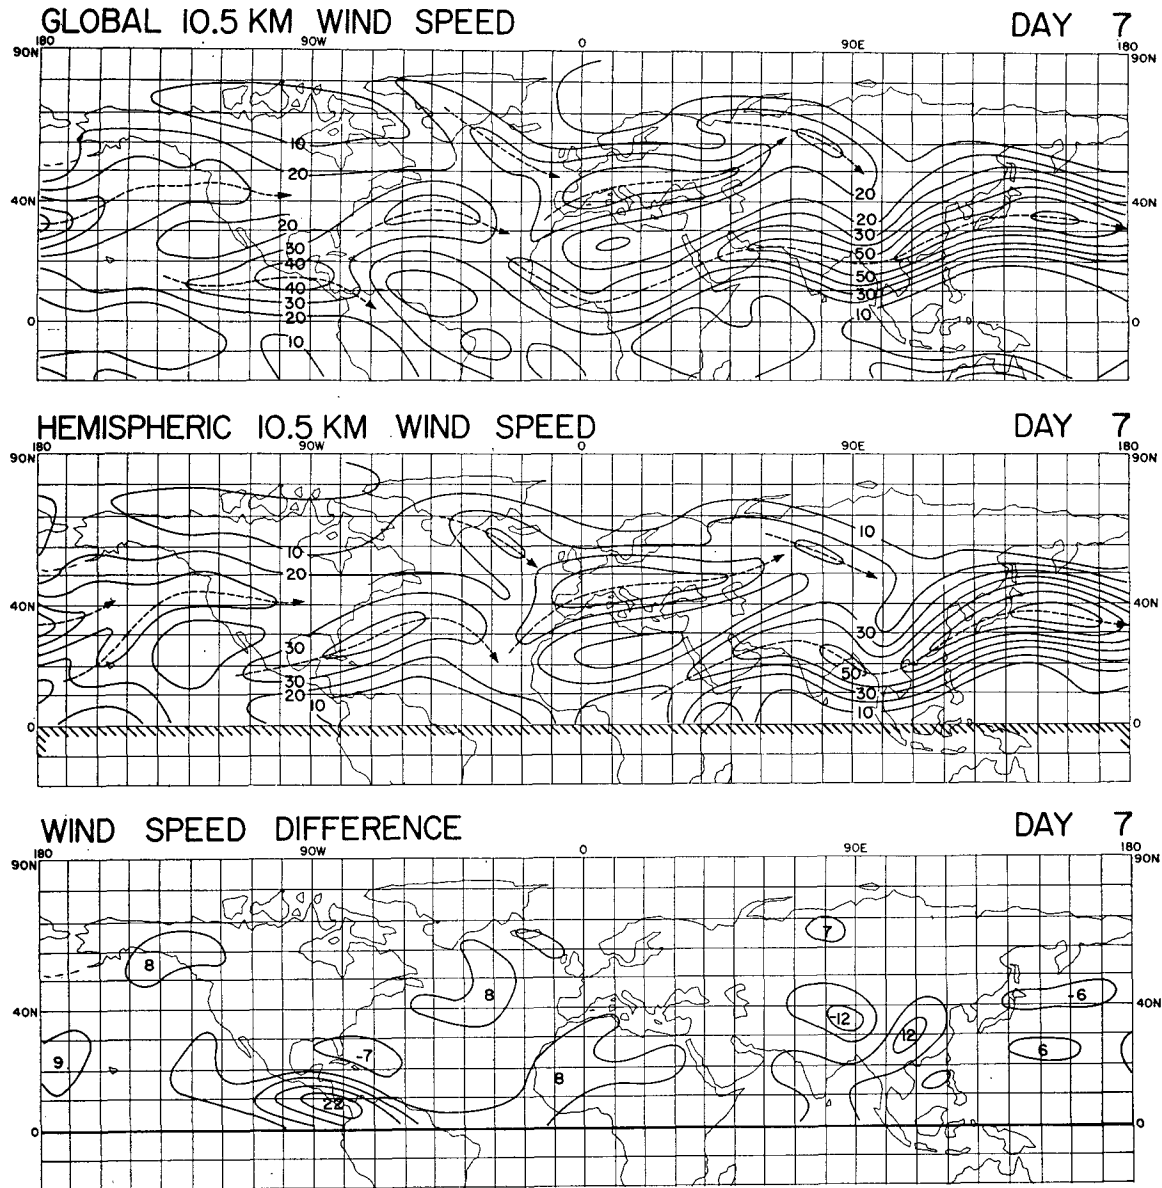 GLOBAL 10.5 KM WIND SPEED DAY 7
180 90W 0 90E 180
90N 90N
10
20 20
40N 40N
20 20
30 30
40 50
40 50
30 30
20 10
0 0
10
HEMISPHERIC 10.5 KM WIND SPEED DAY 7
180 90W 0 90E 180
90N 90N
10 10
20
40N 40N
30 30
30 50
20 30
10 10
0 0
WIND SPEED DIFFERENCE DAY 7
180 90W 0 90E 180
90N 90N
7
8
8 -6
40N 40N
-12
12
-7 6
9
8
22
0 0